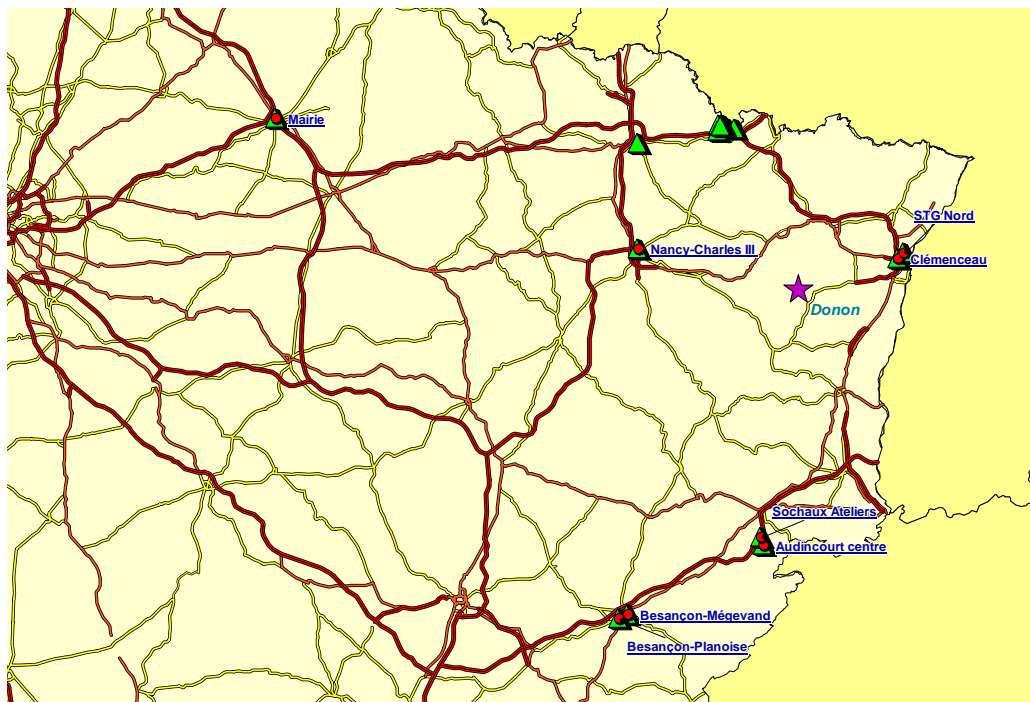 Mairie
STG Nord
Nancy-Charles III
Clémenceau
Donon
Sochaux Ateliers
Audincourt centre
Besançon-Mégevand
Besançon-Planoise